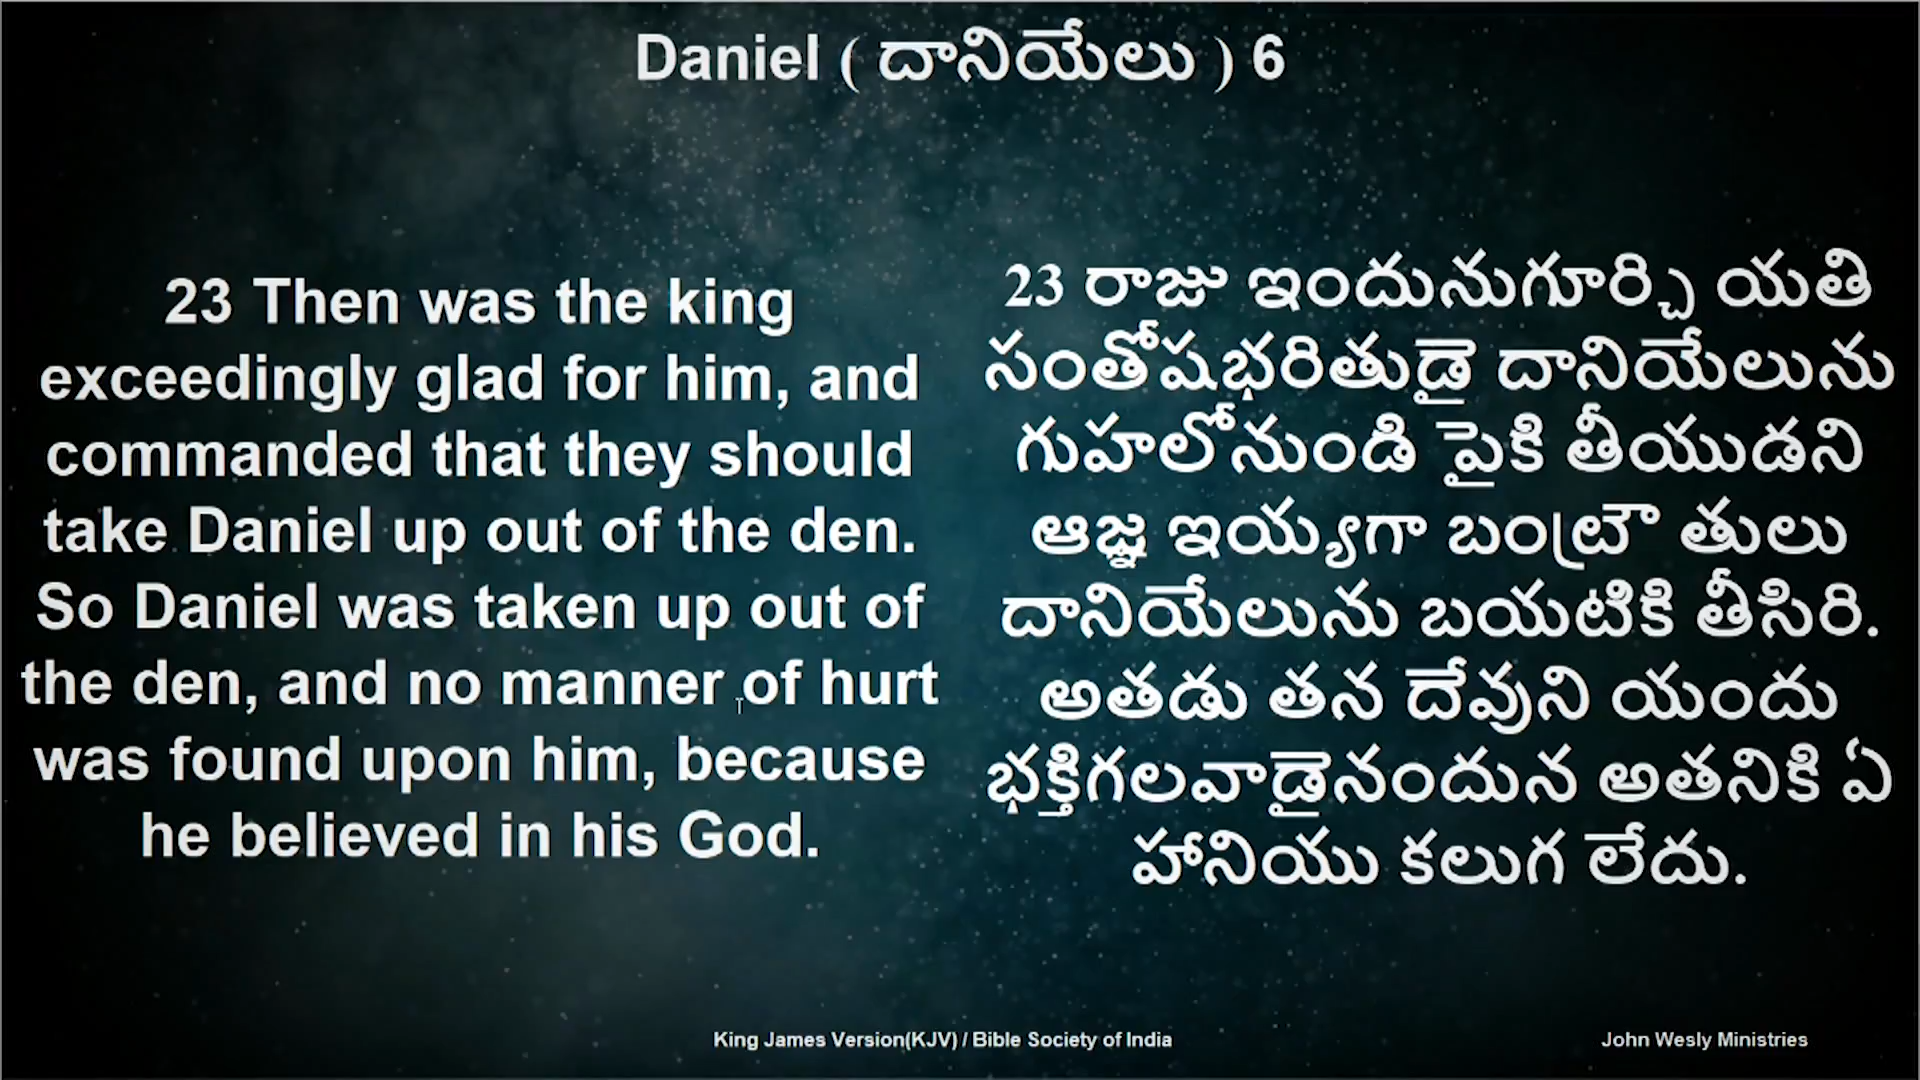 Daniel ( దానియేలు ) 6
23 Then was the king
exceedingly glad for him, and
commanded that they should
take Daniel up out of the den.
So Daniel was taken up out of
the den, and no manner of hurt
was found upon him, because
he believed in his God.
23 రాజు ఇందునుగూర్చి యతి
సంతోషభరితుడై దానియేలును
గుహలోనుండి పైకి తీయుడని
ఆజ్ఞ ఇయ్యగా బంట్రౌ తులు
దానియేలును బయటికి తీసిరి.
అతడు తన దేవుని యందు
భక్తిగలవాడైనందున అతనికి ఏ
హానియు కలుగ లేదు.
King James Version(KJV) / Bible Society of India
John Wesly Ministries